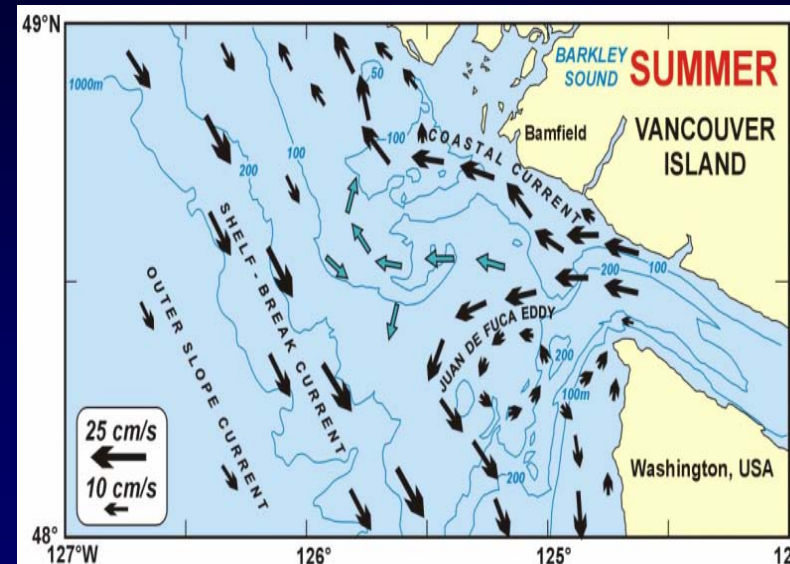 49°N
BARKLEY SOUND
SUMMER
VANCOUVER ISLAND
Bamfield
COASTAL CURRENT
1000m
200
100
50
100
200
100
SHELF-BREAK CURRENT
OUTER SLOPE CURRENT
JUAN DE FUCA EDDY
200
100m
200
25 cm/s
10 cm/s
Washington, USA
48°
127°W
126°
125°
12